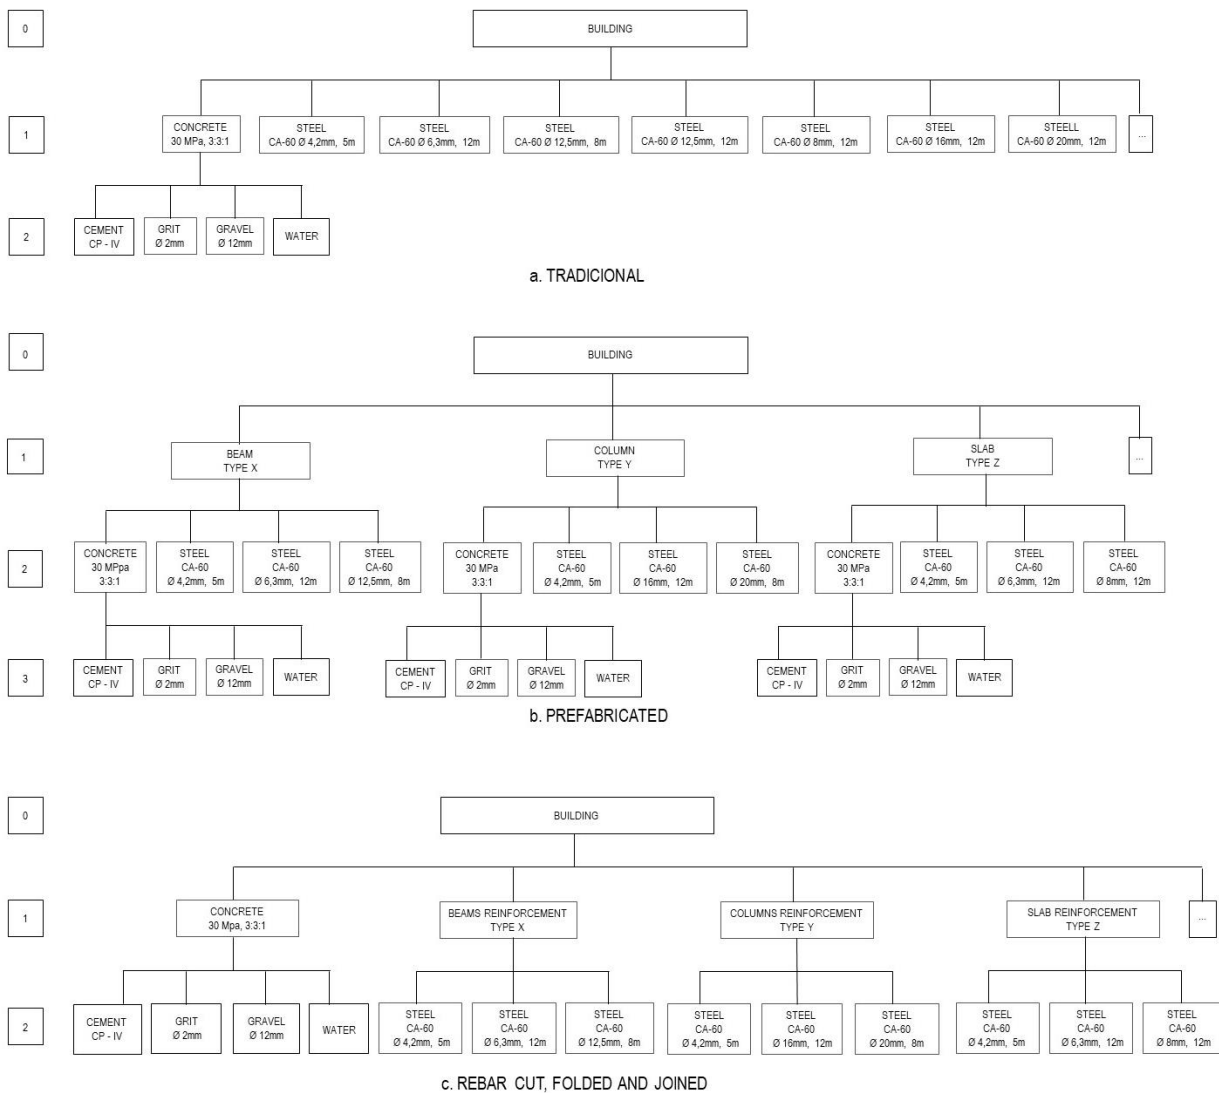 0
BUILDING
1
CONCRETE
30 MPa, 3:3:1
STEEL
CA-60 Ø 4,2mm, 5m
STEEL
CA-60 Ø 6,3mm, 12m
STEEL
CA-60 Ø 12,5mm, 8m
STEEL
CA-60 Ø 12,5mm, 12m
STEEL
CA-60 Ø 8mm, 12m
STEEL
CA-60 Ø 16mm, 12m
STEELL
CA-60 Ø 20mm, 12m
...
2
CEMENT
CP - IV
GRIT
Ø 2mm
GRAVEL
Ø 12mm
WATER
a. TRADICIONAL
0
BUILDING
1
BEAM
TYPE X
COLUMN
TYPE Y
SLAB
TYPE Z
...
2
CONCRETE
30 MPpa
3:3:1
STEEL
CA-60
Ø 4,2mm, 5m
STEEL
CA-60
Ø 6,3mm, 12m
STEEL
CA-60
Ø 12,5mm, 8m
CONCRETE
30 MPa
3:3:1
STEEL
CA-60
Ø 4,2mm, 5m
STEEL
CA-60
Ø 16mm, 12m
STEEL
CA-60
Ø 20mm, 8m
CONCRETE
30 MPa
3:3:1
STEEL
CA-60
Ø 4,2mm, 5m
STEEL
CA-60
Ø 6,3mm, 12m
STEEL
CA-60
Ø 8mm, 12m
3
CEMENT
CP - IV
GRIT
Ø 2mm
GRAVEL
Ø 12mm
WATER
CEMENT
CP - IV
GRIT
Ø 2mm
GRAVEL
Ø 12mm
WATER
CEMENT
CP - IV
GRIT
Ø 2mm
GRAVEL
Ø 12mm
WATER
b. PREFABRICATED
0
BUILDING
1
CONCRETE
30 Mpa, 3:3:1
BEAMS REINFORCEMENT
TYPE X
COLUMNS REINFORCEMENT
TYPE Y
SLAB REINFORCEMENT
TYPE Z
...
2
CEMENT
CP - IV
GRIT
Ø 2mm
GRAVEL
Ø 12mm
WATER
STEEL
CA-60
Ø 4,2mm, 5m
STEEL
CA-60
Ø 6,3mm, 12m
STEEL
CA-60
Ø 12,5mm, 8m
STEEL
CA-60
Ø 4,2mm, 5m
STEEL
CA-60
Ø 16mm, 12m
STEEL
CA-60
Ø 20mm, 8m
STEEL
CA-60
Ø 4,2mm, 5m
STEEL
CA-60
Ø 6,3mm, 12m
STEEL
CA-60
Ø 8mm, 12m
c. REBAR CUT, FOLDED AND JOINED